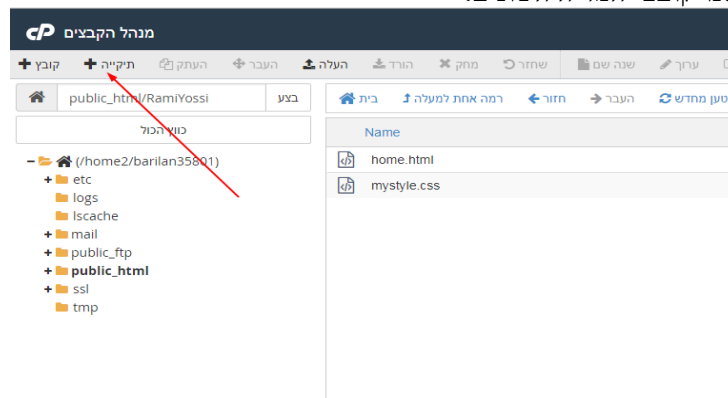 cP מנהל הקבצים
קובץ תיקייה העתק העבר העלה הורד מחק שחזר שנה שם ערוך
public_html/RamiYossi בצע
בית רמה אחת למעלה חזור העבר טען מחדש
כווץ הכול
Name
(/home2/barilan35801)
home.html
etc
mystyle.css
logs
lscache
mail
public_ftp
public_html
ssl
tmp